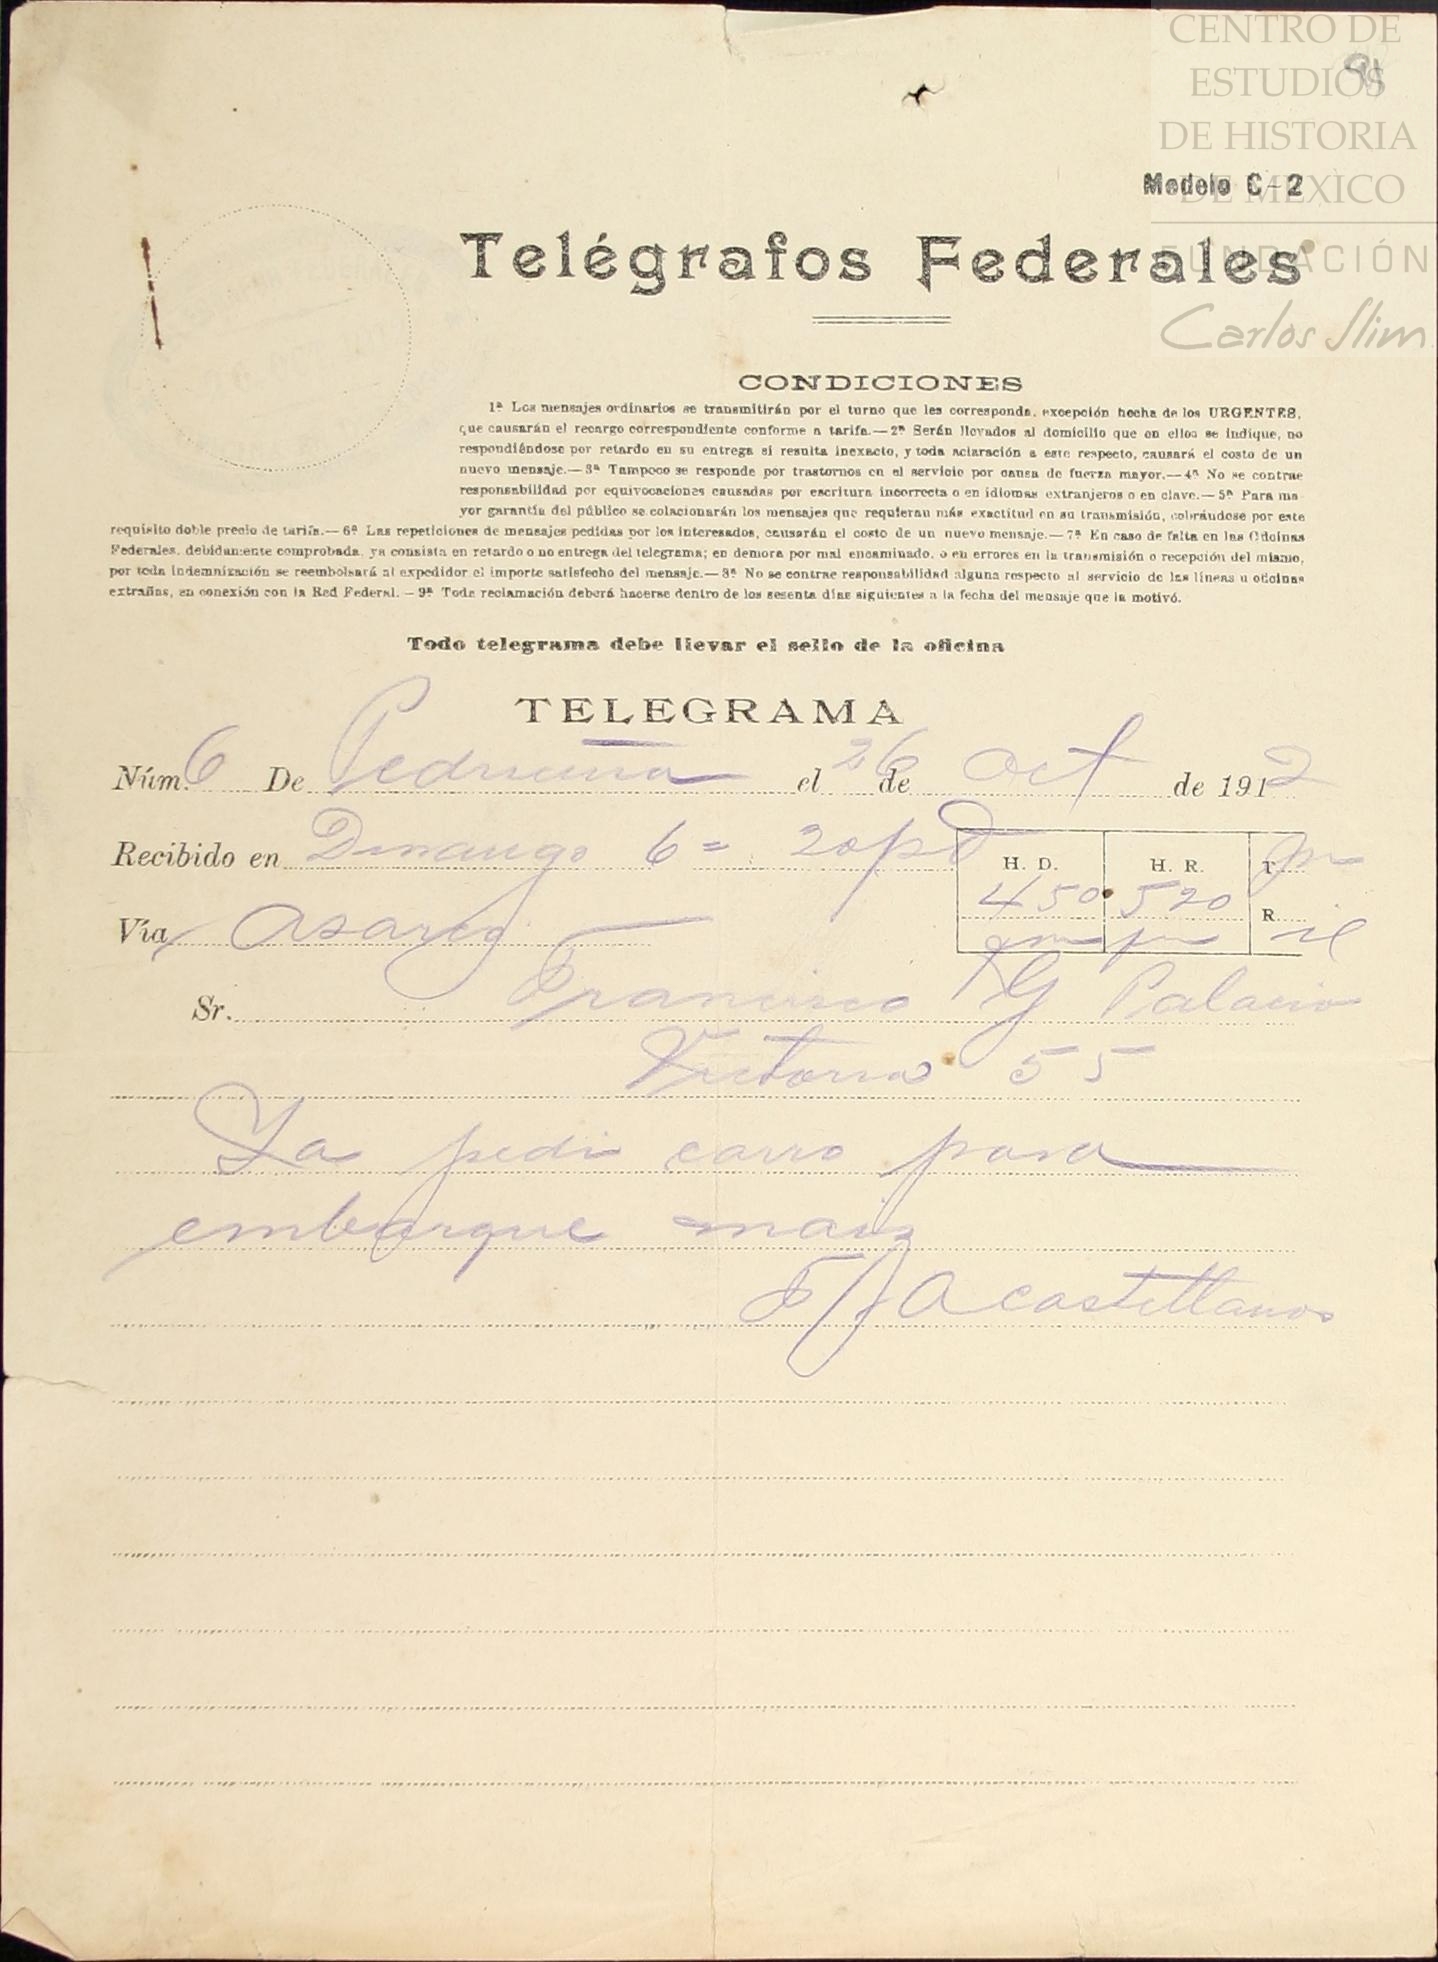 CENTRO DE
ESTUDIOS
DE HISTORIA
DE MEXICO
FUNDACIÓN
Carlos Slim
Modelo C-2
Telégrafos Federales
CONDICIONES
1ª Los mensajes ordinarios se transmitirán por el turno que les corresponda, excepción hecha de los URGENTES,
que causarán el recargo correspondiente conforme a tarifa.—2ª Serán llevados al domicilio que en ellos se indique, no
respondiéndose por retardo en su entrega si resulta inexacto, y toda aclaración a este respecto, causará el costo de un
nuevo mensaje.—3ª Tampoco se responde por trastornos en el servicio por causa de fuerza mayor.—4ª No se contrae
responsabilidad por equivocaciones causadas por escritura incorrecta o en idiomas extranjeros o en clave.—5ª Para ma-
yor garantía del público se colacionarán los mensajes que requieran más exactitud en su transmisión, cobrándose por este
requisito doble precio de tarifa.—6ª Las repeticiones de mensajes pedidas por los interesados, causarán el costo de un nuevo mensaje.—7ª En caso de falta en las Oficinas
Federales, debidamente comprobada, ya consista en retardo o no entrega del telegrama; en demora por mal encaminado, o en errores en la transmisión o recepción del mismo,
por toda indemnización se reembolsará al expedidor el importe satisfecho del mensaje.—8ª No se contrae responsabilidad alguna respecto al servicio de las líneas u oficinas
extrañas, en conexión con la Red Federal.—9ª Toda reclamación deberá hacerse dentro de los sesenta días siguientes a la fecha del mensaje que la motivó.
Todo telegrama debe llevar el sello de la oficina
TELEGRAMA
Núm. 6 De Pedriceña el 26 de Oct de 1912
Recibido en Durango 6= 20 pd H. D. H. R. T. gm
450 520
Vía Asarco R. il
Sr. Francisco G Palacio
Victoria 55
Ya pedi carro para
embarque maiz
F J A Castellanos